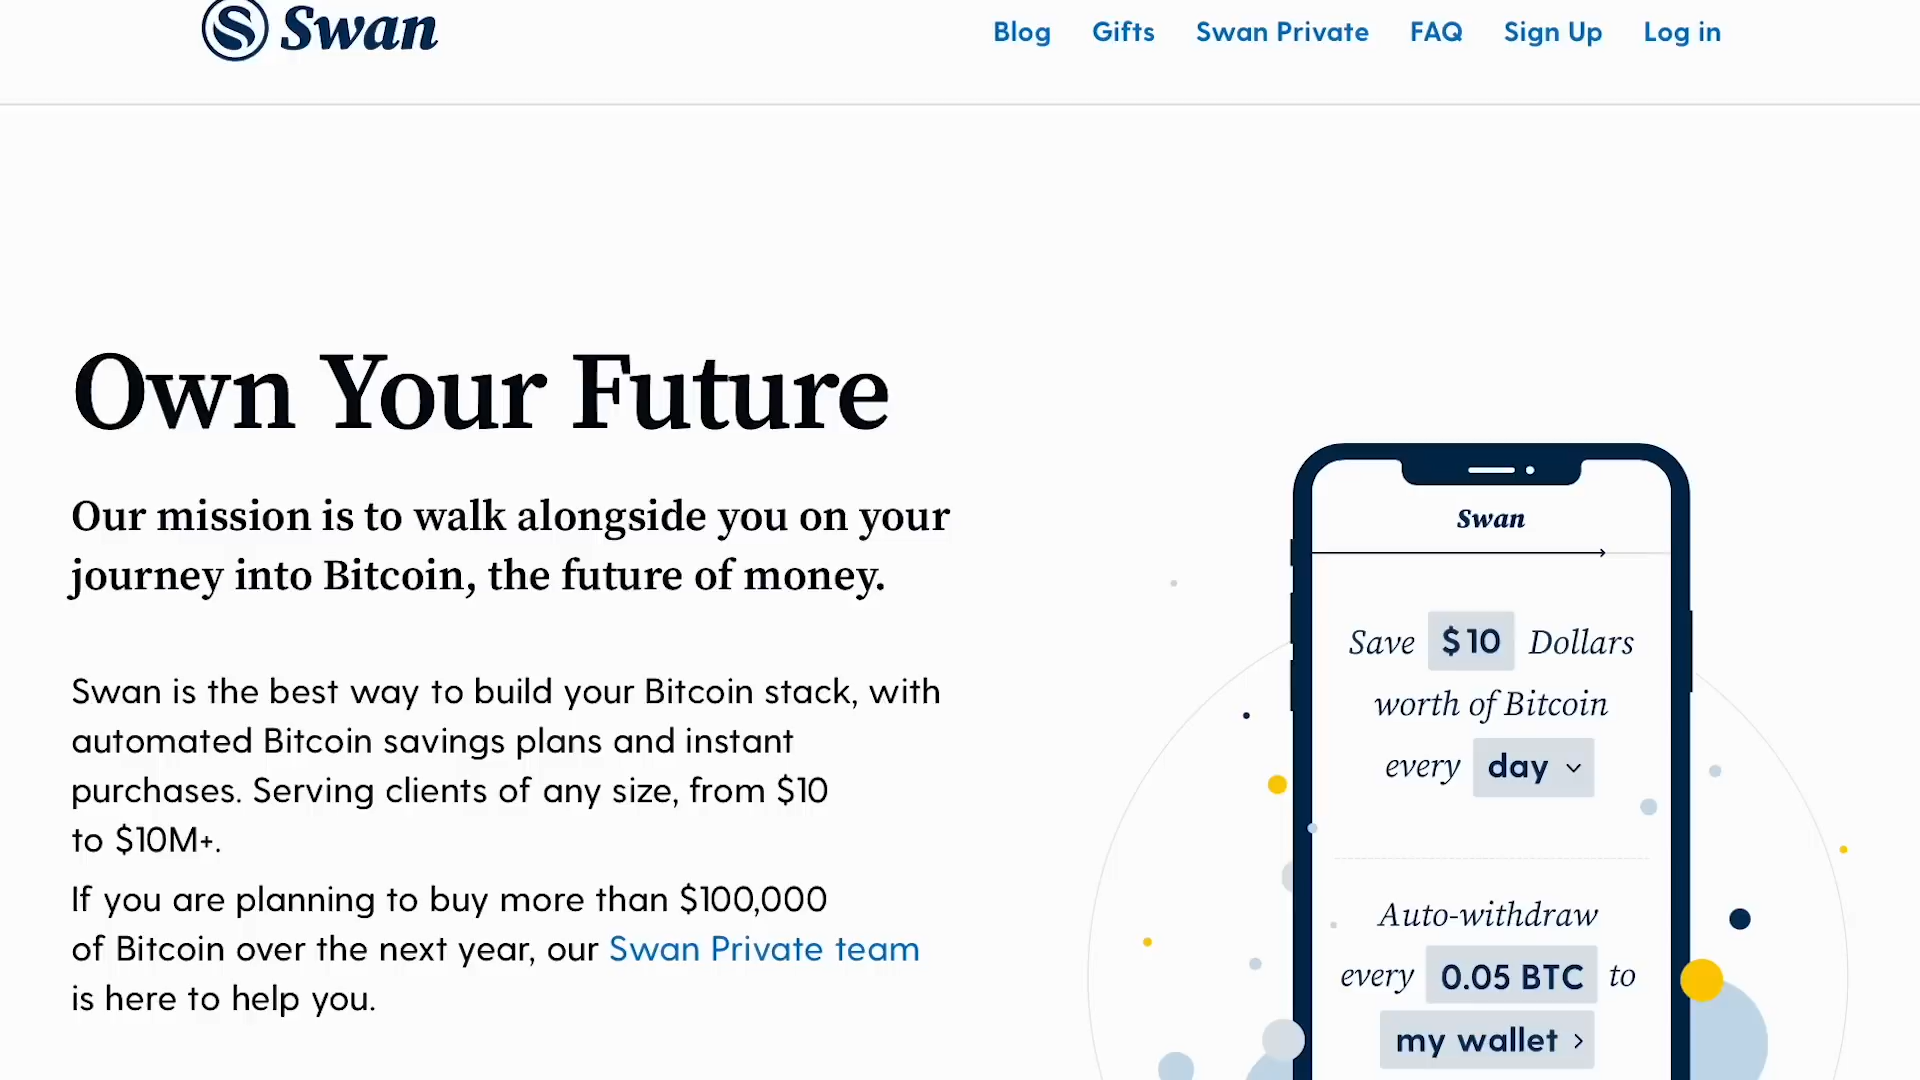 Swan
Blog Gifts Swan Private FAQ Sign Up Log in
Own Your Future
Our mission is to walk alongside you on your
journey into Bitcoin, the future of money.
Swan is the best way to build your Bitcoin stack, with
automated Bitcoin savings plans and instant
purchases. Serving clients of any size, from $10
to $10M+.
If you are planning to buy more than $100,000
of Bitcoin over the next year, our Swan Private team
is here to help you.
Swan
Save $10 Dollars
worth of Bitcoin
every day
Auto-withdraw
every 0.05 BTC to
my wallet